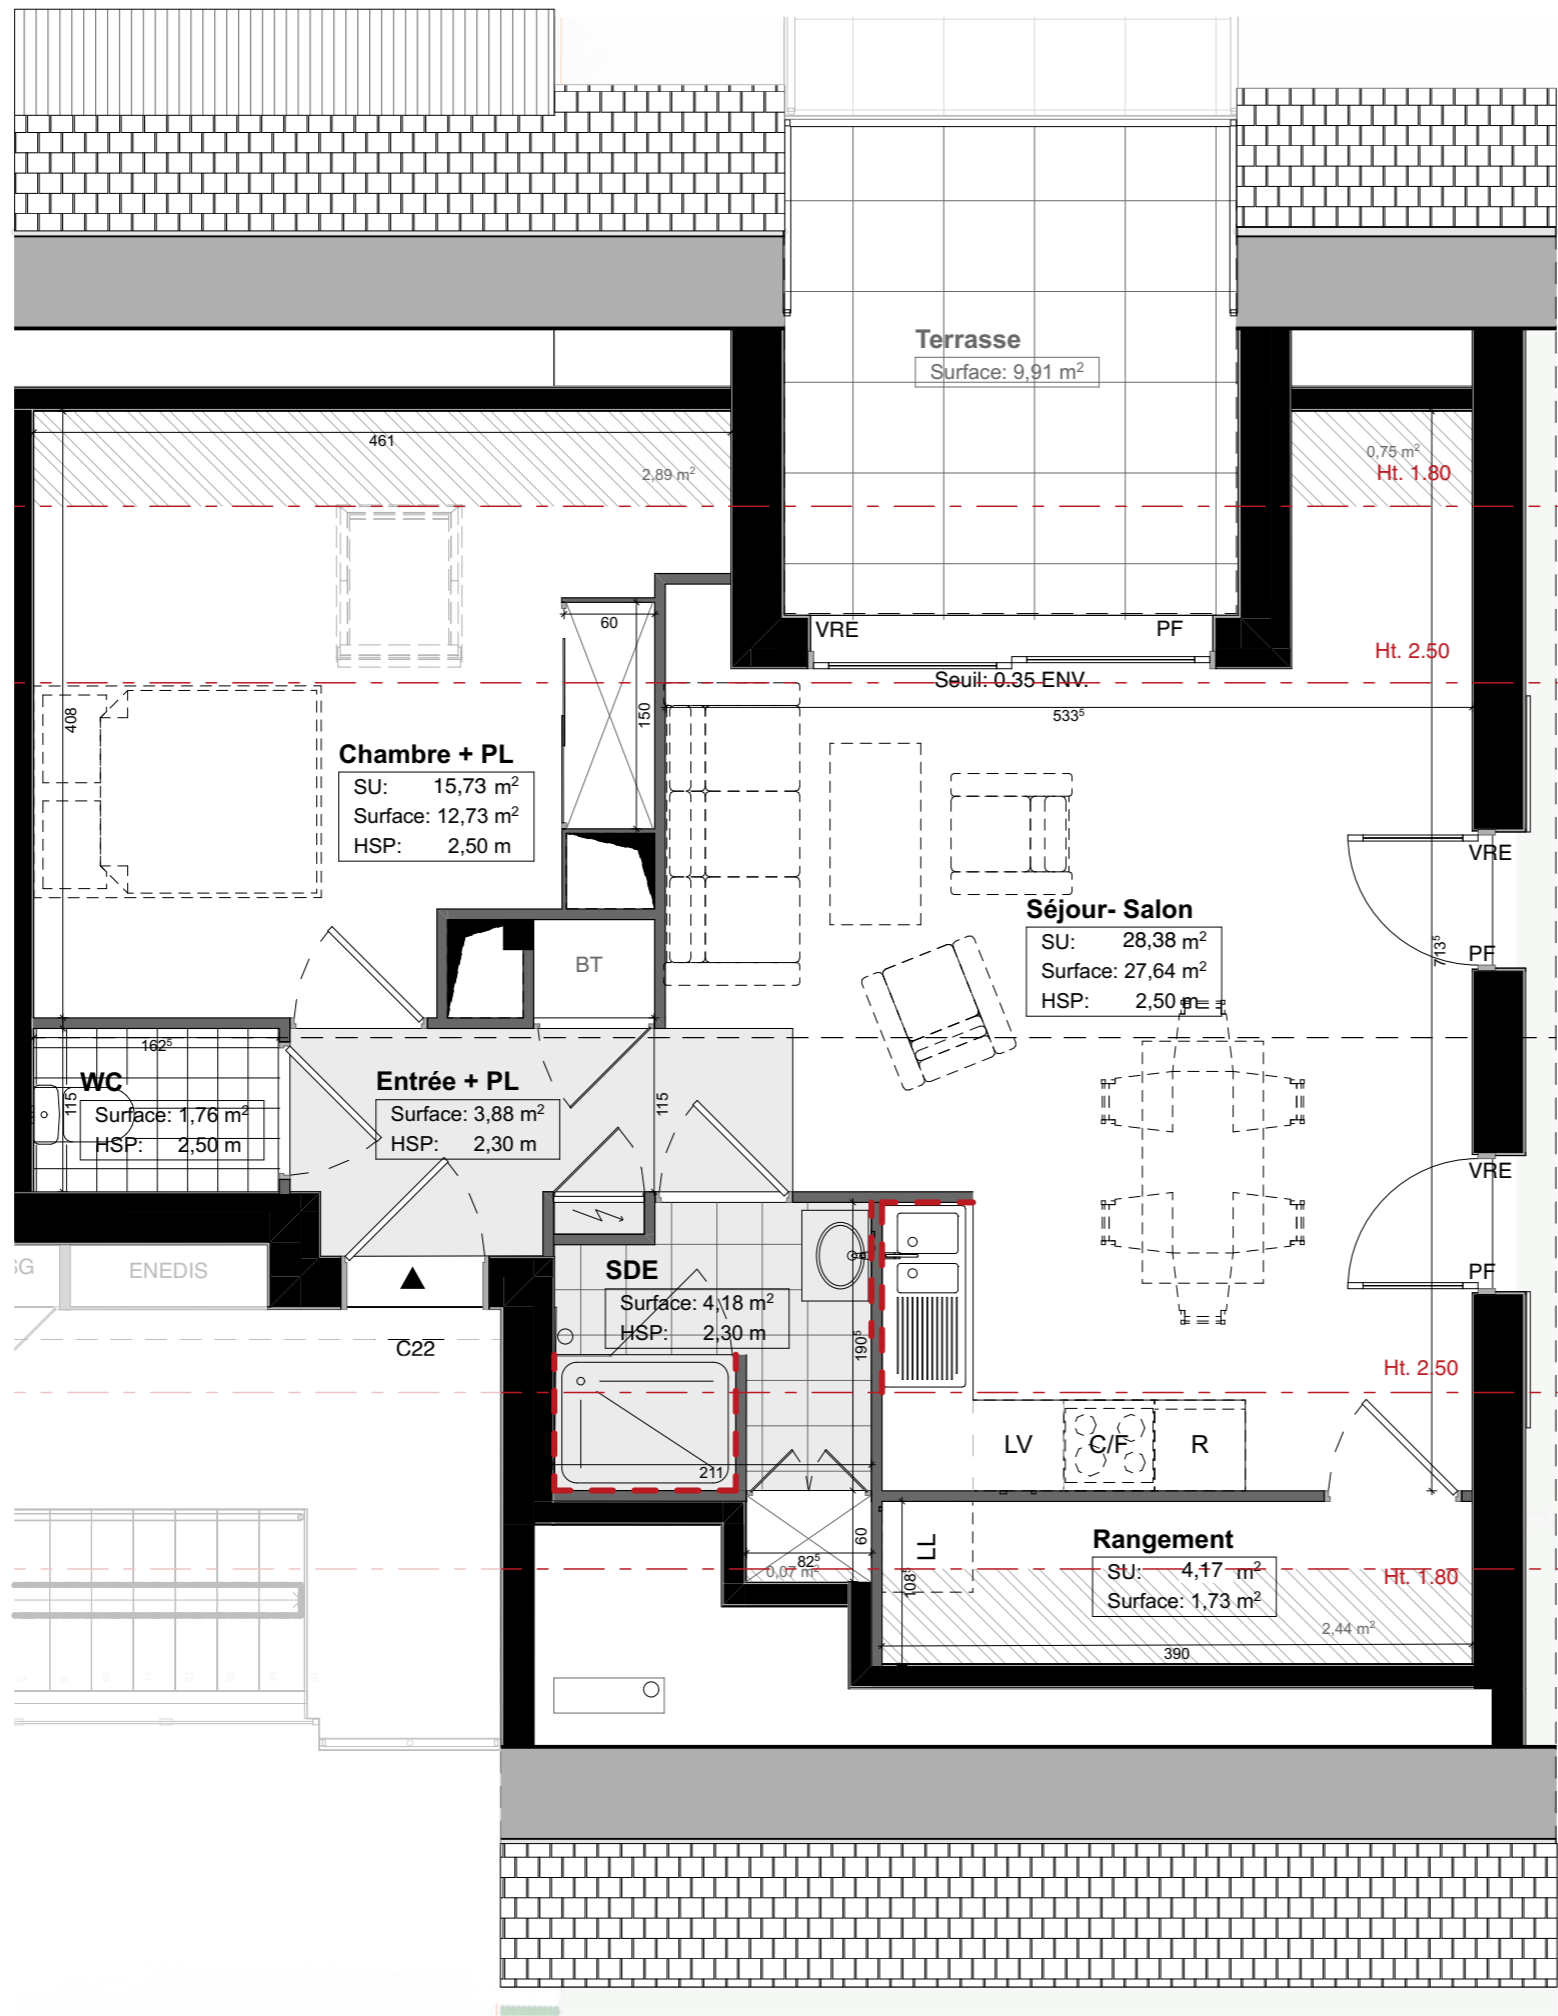 Terrasse
Surface: 9,91 m²
461
2,89 m²
0,75 m²
Ht. 1.80
60
VRE
PF
Ht. 2.50
Seuil: 0.35 ENV.
408
150
533⁵
Chambre + PL
SU: 15,73 m²
Surface: 12,73 m²
HSP: 2,50 m
VRE
Séjour- Salon
SU: 28,38 m²
Surface: 27,64 m²
HSP: 2,50 m
713⁵
PF
BT
162⁵
WC
Surface: 1,76 m²
HSP: 2,50 m
115
Entrée + PL
Surface: 3,88 m²
HSP: 2,30 m
115
VRE
PF
SG
ENEDIS
C22
SDE
Surface: 4,18 m²
HSP: 2,30 m
190⁵
Ht. 2.50
LV
C/F
R
211
60
82⁵
0,07 m²
LL
108⁵
Rangement
SU: 4,17 m²
Surface: 1,73 m²
Ht. 1.80
2,44 m²
390